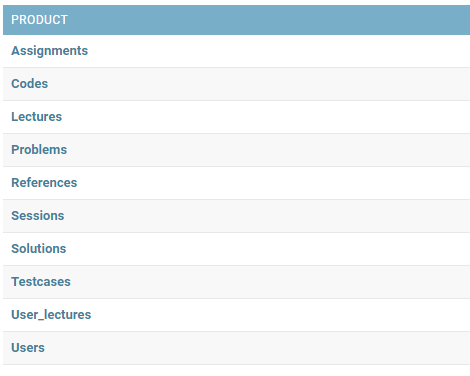 PRODUCT
Assignments
Codes
Lectures
Problems
References
Sessions
Solutions
Testcases
User_lectures
Users